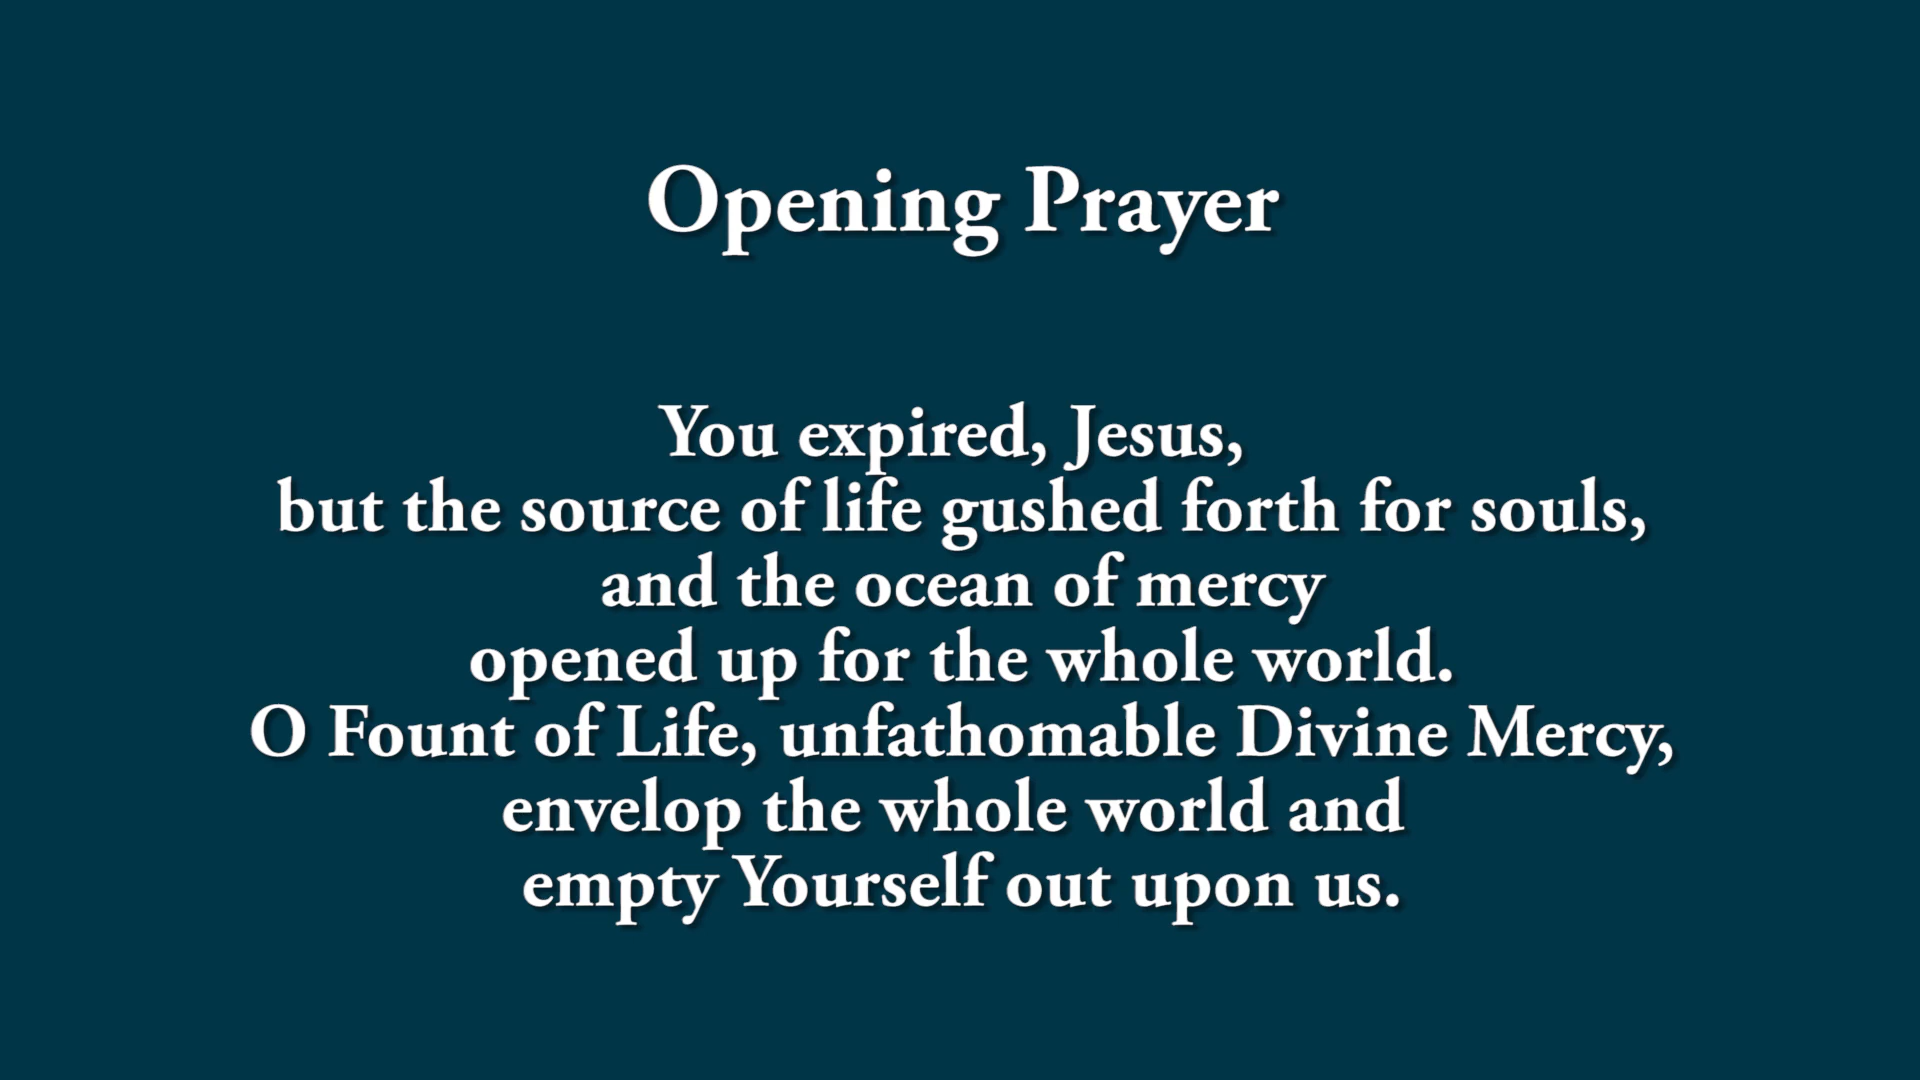 Opening Prayer
You expired, Jesus,
but the source of life gushed forth for souls,
and the ocean of mercy
opened up for the whole world.
O Fount of Life, unfathomable Divine Mercy,
envelop the whole world and
empty Yourself out upon us.